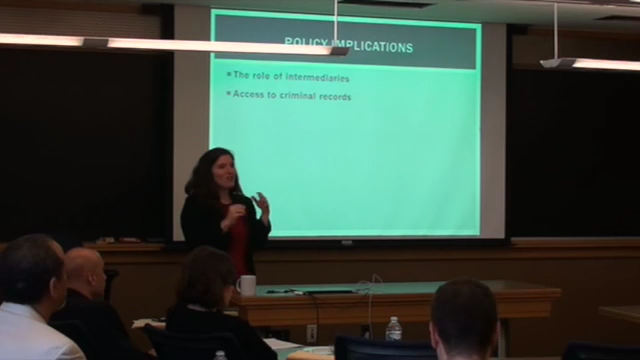 POLICY IMPLICATIONS
The role of intermediaries
Access to criminal records